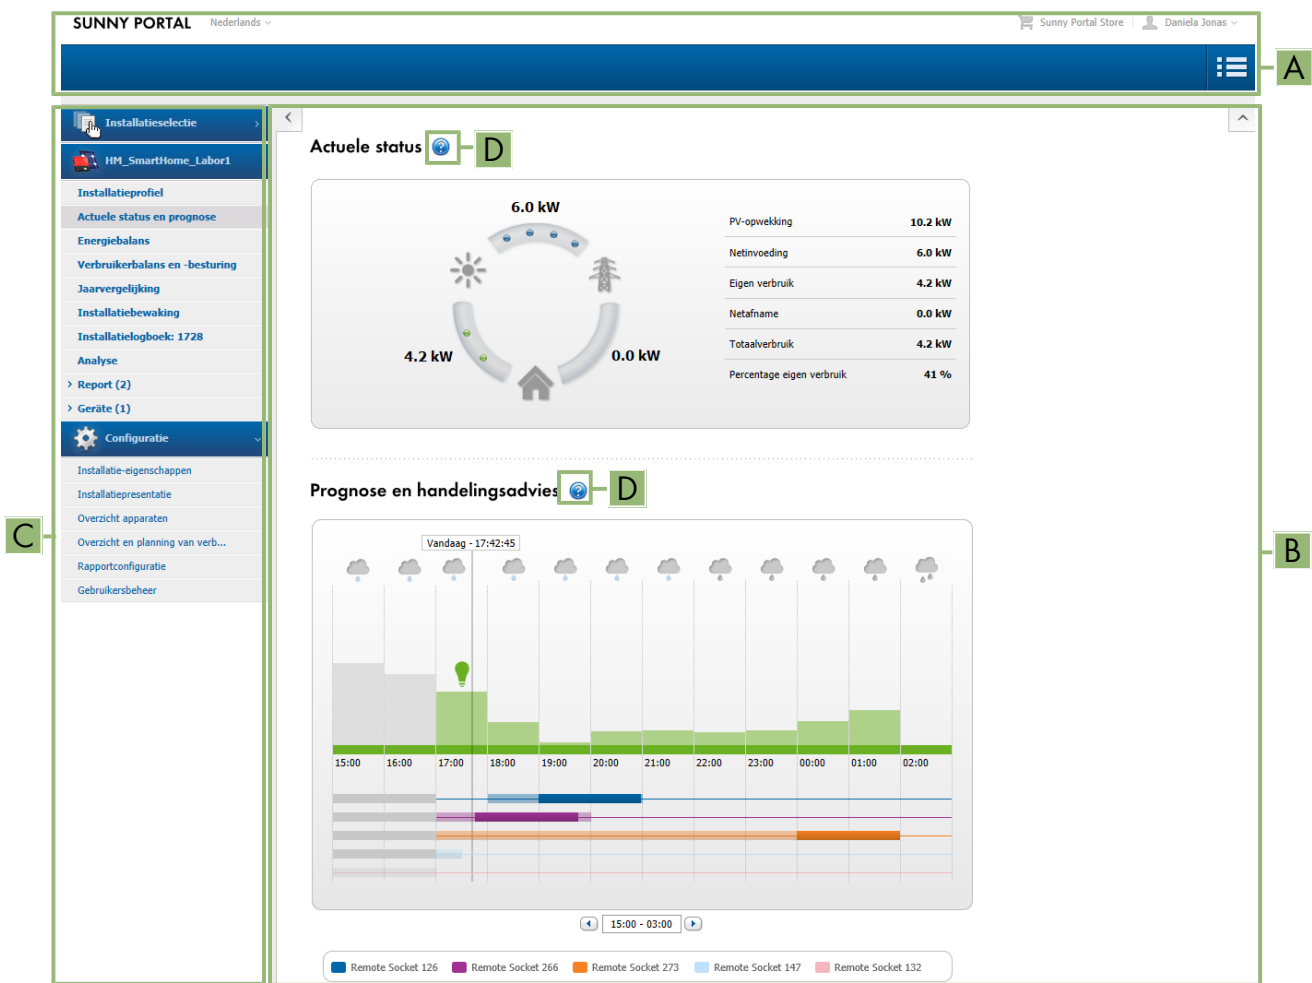 SUNNY PORTAL Nederlands Sunny Portal Store Daniela Jonas
A
Installatieselectie
HM_SmartHome_Labor1
Installatieprofiel
Actuele status en prognose
Energiebalans
Verbruikerbalans en -besturing
Jaarvergelijking
Installatiebewaking
Installatielogboek: 1728
Analyse
Report (2)
Geräte (1)
Configuratie
Installatie-eigenschappen
Installatiepresentatie
Overzicht apparaten
Overzicht en planning van verb...
Rapportconfiguratie
Gebruikersbeheer
C
Actuele status D
6.0 kW
4.2 kW
0.0 kW
PV-opwekking 10.2 kW
Netinvoeding 6.0 kW
Eigen verbruik 4.2 kW
Netafname 0.0 kW
Totaalverbruik 4.2 kW
Percentage eigen verbruik 41 %
Prognose en handelingsadvies D
B
Vandaag - 17:42:45
15:00 16:00 17:00 18:00 19:00 20:00 21:00 22:00 23:00 00:00 01:00 02:00
15:00 - 03:00
Remote Socket 126 Remote Socket 266 Remote Socket 273 Remote Socket 147 Remote Socket 132